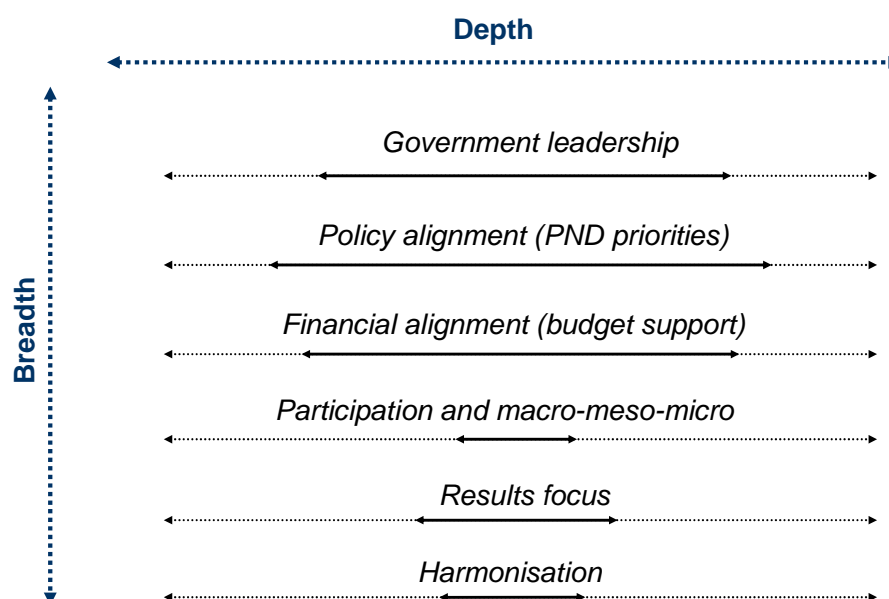 Depth
Breadth
Government leadership
Policy alignment (PND priorities)
Financial alignment (budget support)
Participation and macro-meso-micro
Results focus
Harmonisation